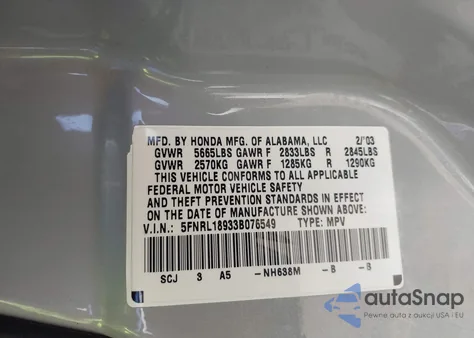 MFD. BY HONDA MFG. OF ALABAMA, LLC 2/'03
GVWR 5665LBS GAWR F 2833LBS R 2845LBS
GVWR 2570KG GAWR F 1285KG R 1290KG
THIS VEHICLE CONFORMS TO ALL APPLICABLE
FEDERAL MOTOR VEHICLE SAFETY
AND THEFT PREVENTION STANDARDS IN EFFECT
ON THE DATE OF MANUFACTURE SHOWN ABOVE.
V.I.N.: 5FNRL18933B076549 TYPE: MPV
SCJ 3 A5 -NH638M -B -B
autoSnap
Pewne auta z aukcji USA i EU